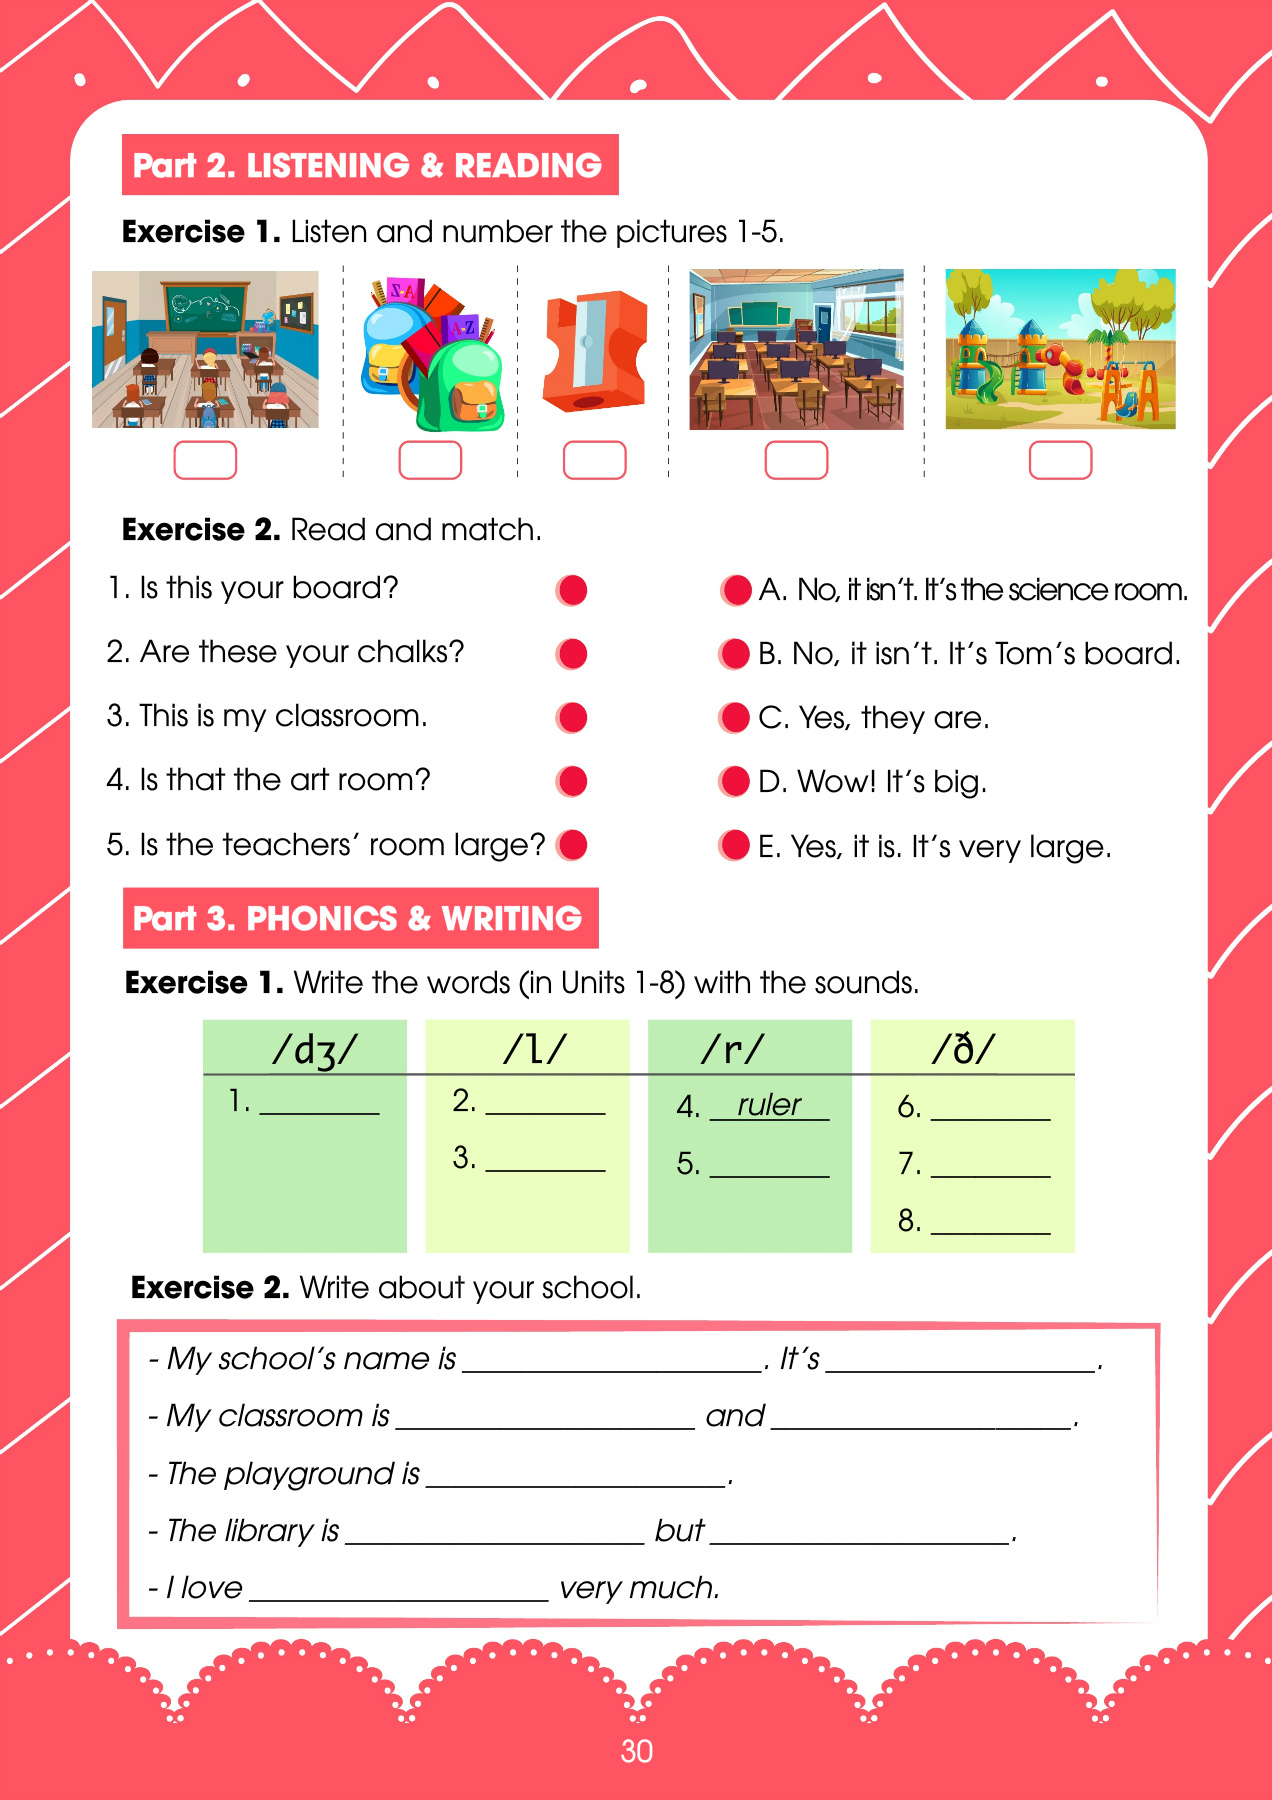 Part 2. LISTENING & READING
Exercise 1. Listen and number the pictures 1-5.
A-Z
A-Z
Exercise 2. Read and match.
1. Is this your board?
A. No, it isn't. It's the science room.
2. Are these your chalks?
B. No, it isn't. It's Tom's board.
3. This is my classroom.
C. Yes, they are.
4. Is that the art room?
D. Wow! It's big.
5. Is the teachers' room large?
E. Yes, it is. It's very large.
Part 3. PHONICS & WRITING
Exercise 1. Write the words (in Units 1-8) with the sounds.
/dʒ/ /l/ /r/ /ð/
1. ________ 2. ________ 4. ruler 6. ________
3. ________ 5. ________ 7. ________
8. ________
Exercise 2. Write about your school.
- My school's name is ____________________. It's __________________.
- My classroom is ____________________ and ____________________.
- The playground is ____________________.
- The library is ____________________ but ____________________.
- I love ____________________ very much.
30